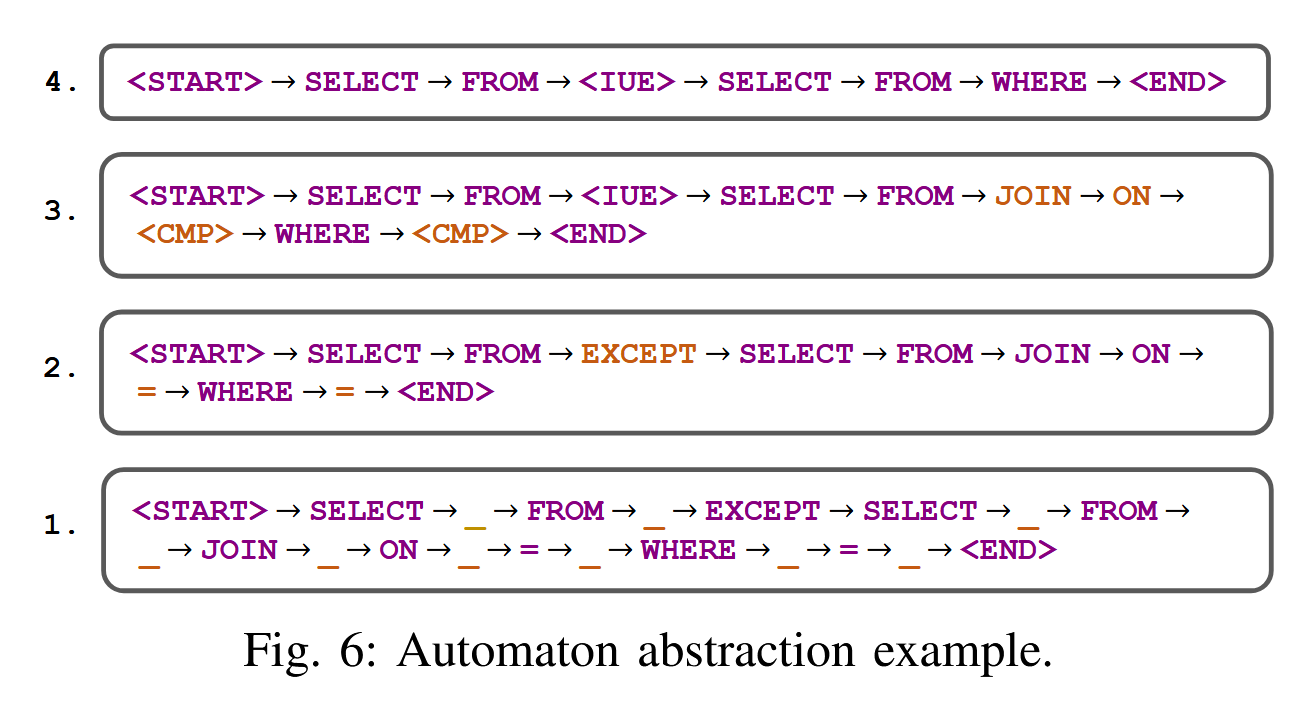 4. <START> → SELECT → FROM → <IUE> → SELECT → FROM → WHERE → <END>
3. <START> → SELECT → FROM → <IUE> → SELECT → FROM → JOIN → ON →
<CMP> → WHERE → <CMP> → <END>
2. <START> → SELECT → FROM → EXCEPT → SELECT → FROM → JOIN → ON →
= → WHERE → = → <END>
1. <START> → SELECT → _ → FROM → _ → EXCEPT → SELECT → _ → FROM →
_ → JOIN → _ → ON → _ → = → _ → WHERE → _ → = → _ → <END>
Fig. 6: Automaton abstraction example.